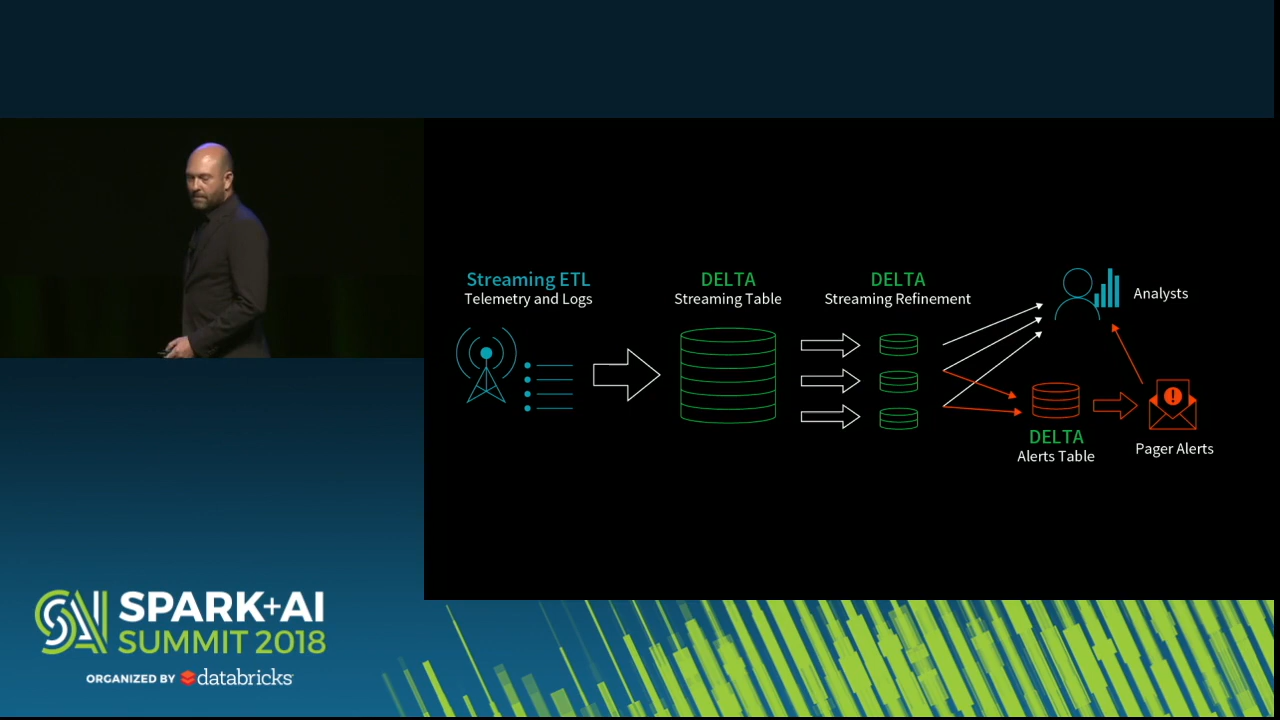 Streaming ETL
Telemetry and Logs
DELTA
Streaming Table
DELTA
Streaming Refinement
Analysts
DELTA
Alerts Table
Pager Alerts
SPARK+AI
SUMMIT 2018
ORGANIZED BY databricks